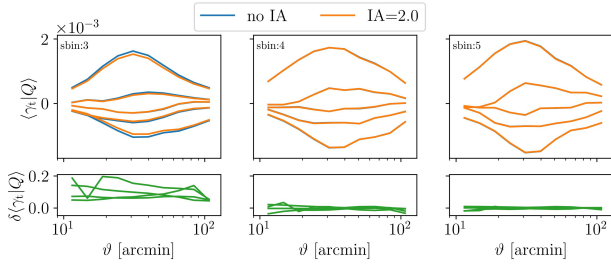 no IA IA=2.0
×10⁻³
sbin:3 sbin:4 sbin:5
2
⟨γt|Q⟩
0
0.2
δ⟨γt|Q⟩
0.0
10¹ 10² 10¹ 10² 10¹ 10²
ϑ [arcmin] ϑ [arcmin] ϑ [arcmin]